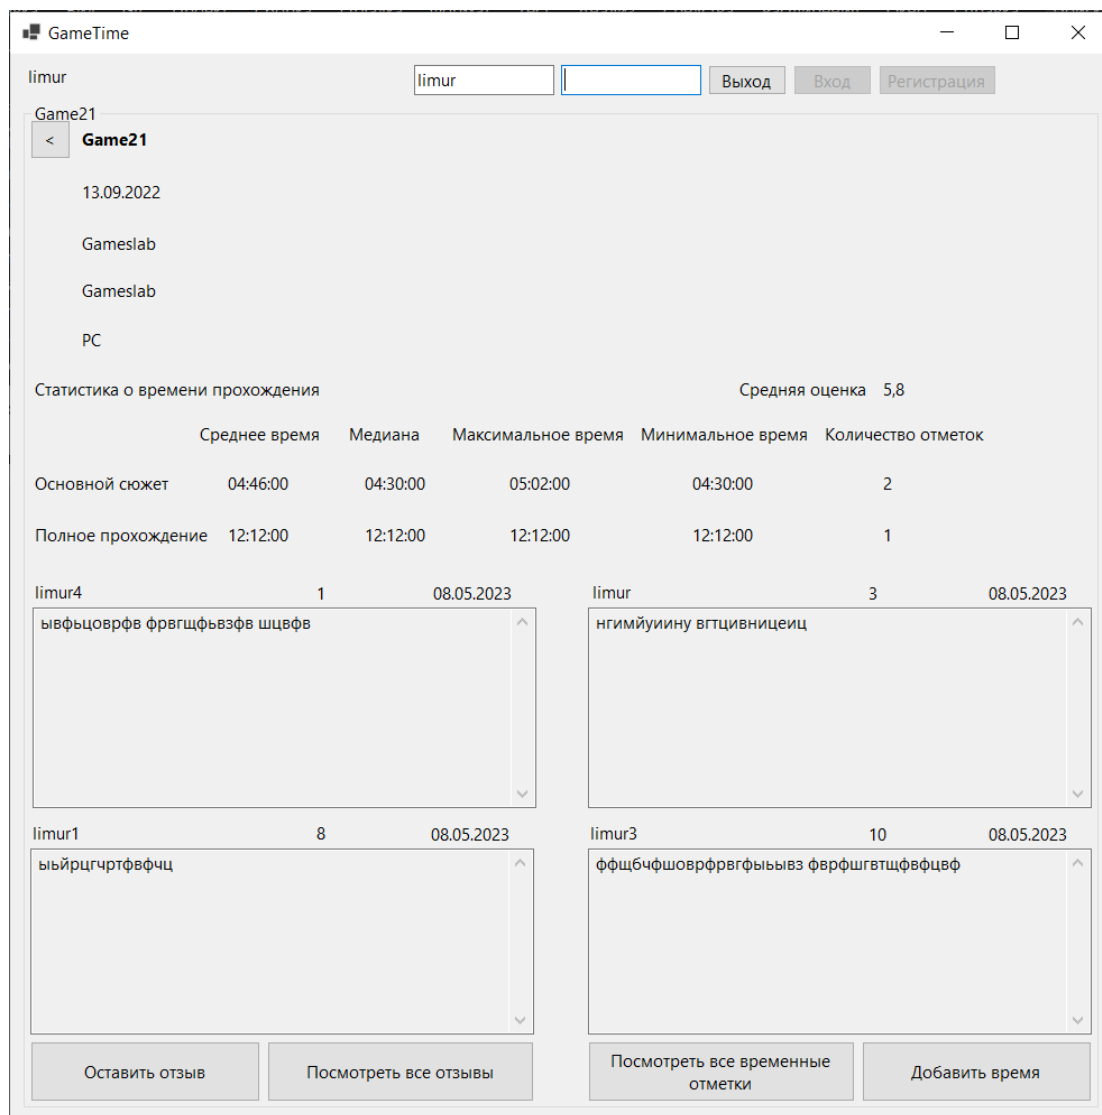 GameTime
limur limur Выход Вход Регистрация
Game21
< Game21
13.09.2022
Gameslab
Gameslab
PC
Статистика о времени прохождения Средняя оценка 5,8
Среднее время Медиана Максимальное время Минимальное время Количество отметок
Основной сюжет 04:46:00 04:30:00 05:02:00 04:30:00 2
Полное прохождение 12:12:00 12:12:00 12:12:00 12:12:00 1
limur4 1 08.05.2023 limur 3 08.05.2023
ывфьцоврфв фрвгщфьвзфв шцвфв нгимйуиину вгтцивницеиц
limur1 8 08.05.2023 limur3 10 08.05.2023
ыьйрцгчртфвфчц ффщбчфшоврфрвгфыьывз фврфшгвтщфвфцвф
Оставить отзыв Посмотреть все отзывы Посмотреть все временные отметки Добавить время